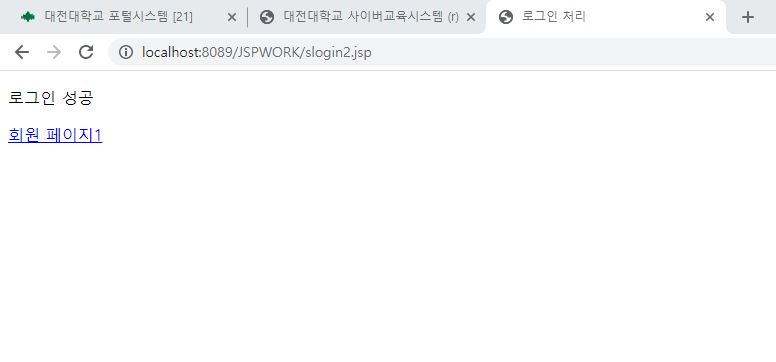 대전대학교 포털시스템 [21]
대전대학교 사이버교육시스템 (r)
로그인 처리
localhost:8089/JSPWORK/slogin2.jsp
로그인 성공
회원 페이지1